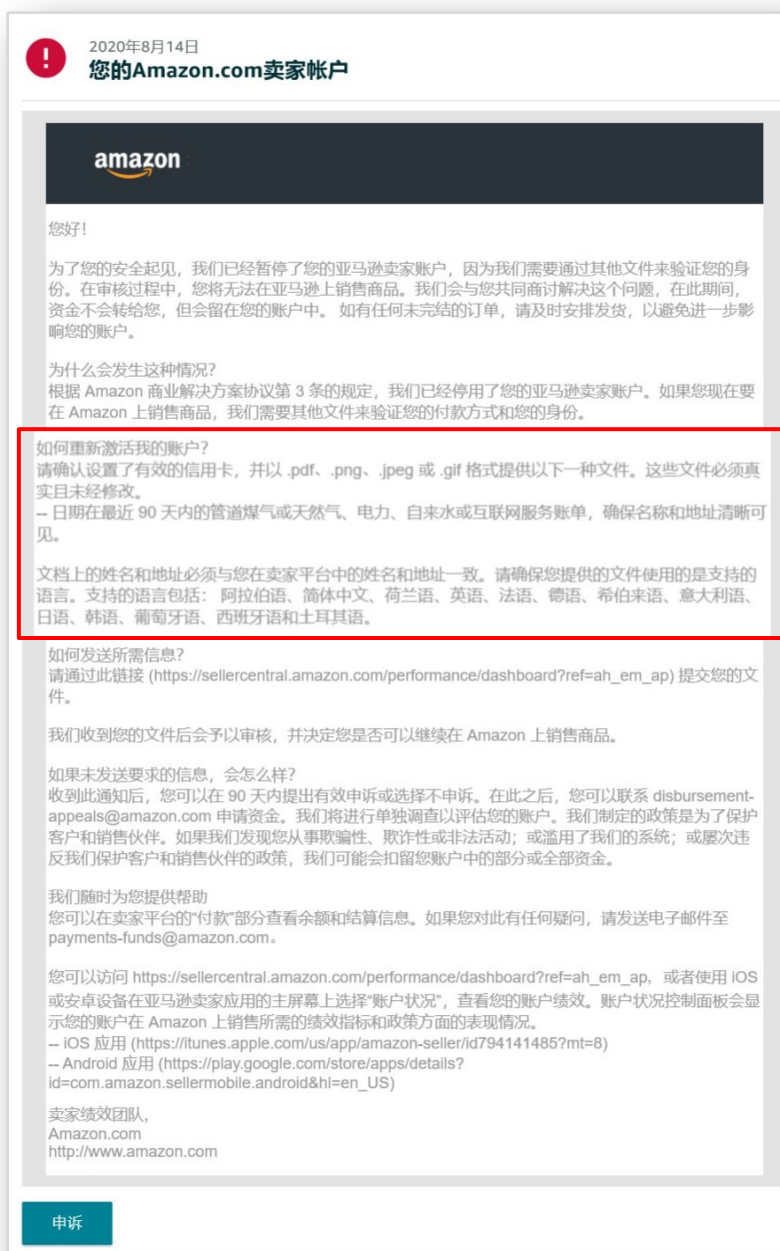 2020年8月14日
您的Amazon.com卖家帐户
amazon
您好！
为了您的安全起见，我们已经暂停了您的亚马逊卖家账户，因为我们需要通过其他文件来验证您的身
份。在审核过程中，您将无法在亚马逊上销售商品。我们会与您共同商讨解决这个问题，在此期间，
资金不会转给您，但会留在您的账户中。 如有任何未完结的订单，请及时安排发货，以避免进一步影
响您的账户。
为什么会发生这种情况？
根据 Amazon 商业解决方案协议第 3 条的规定，我们已经停用了您的亚马逊卖家账户。如果您现在要
在 Amazon 上销售商品，我们需要其他文件来验证您的付款方式和您的身份。
如何重新激活我的账户？
请确认设置了有效的信用卡，并以 .pdf、.png、.jpeg 或 .gif 格式提供以下一种文件。这些文件必须真
实且未经修改。
-- 日期在最近 90 天内的管道煤气或天然气、电力、自来水或互联网服务账单，确保名称和地址清晰可
见。
文档上的姓名和地址必须与您在卖家平台中的姓名和地址一致。请确保您提供的文件使用的是支持的
语言。支持的语言包括： 阿拉伯语、简体中文、荷兰语、英语、法语、德语、希伯来语、意大利语、
日语、韩语、葡萄牙语、西班牙语和土耳其语。
如何发送所需信息？
请通过此链接 (https://sellercentral.amazon.com/performance/dashboard?ref=ah_em_ap) 提交您的文
件。
我们收到您的文件后会予以审核，并决定您是否可以继续在 Amazon 上销售商品。
如果未发送要求的信息，会怎么样？
收到此通知后，您可以在 90 天内提出有效申诉或选择不申诉。在此之后，您可以联系 disbursement-
appeals@amazon.com 申请资金。我们将进行单独调查以评估您的账户。我们制定的政策是为了保护
客户和销售伙伴。如果我们发现您从事欺骗性、欺诈性或非法活动；或滥用了我们的系统；或屡次违
反我们保护客户和销售伙伴的政策，我们可能会扣留您账户中的部分或全部资金。
我们随时为您提供帮助
您可以在卖家平台的“付款”部分查看余额和结算信息。如果您对此有任何疑问，请发送电子邮件至
payments-funds@amazon.com。
您可以访问 https://sellercentral.amazon.com/performance/dashboard?ref=ah_em_ap，或者使用 iOS
或安卓设备在亚马逊卖家应用的主屏幕上选择“账户状况”，查看您的账户绩效。账户状况控制面板会显
示您的账户在 Amazon 上销售所需的绩效指标和政策方面的表现情况。
-- iOS 应用 (https://itunes.apple.com/us/app/amazon-seller/id794141485?mt=8)
-- Android 应用 (https://play.google.com/store/apps/details?
id=com.amazon.sellermobile.android&hl=en_US)
卖家绩效团队，
Amazon.com
http://www.amazon.com
申诉